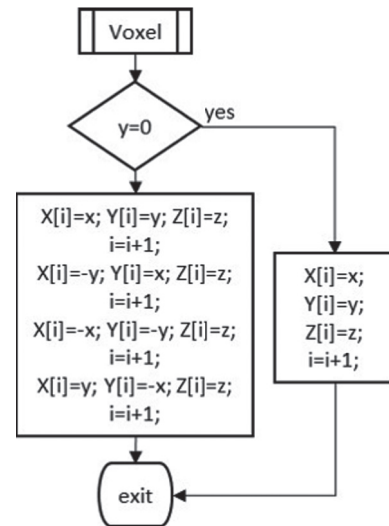 Voxel
y=0
yes
X[i]=x; Y[i]=y; Z[i]=z;
i=i+1;
X[i]=-y; Y[i]=x; Z[i]=z;
i=i+1;
X[i]=-x; Y[i]=-y; Z[i]=z;
i=i+1;
X[i]=y; Y[i]=-x; Z[i]=z;
i=i+1;
X[i]=x;
Y[i]=y;
Z[i]=z;
i=i+1;
exit